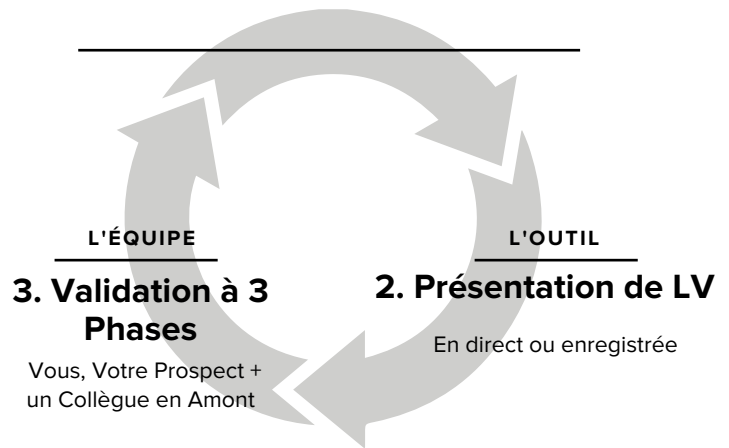 L'ÉQUIPE
3. Validation à 3
Phases
Vous, Votre Prospect +
un Collègue en Amont
L'OUTIL
2. Présentation de LV
En direct ou enregistrée